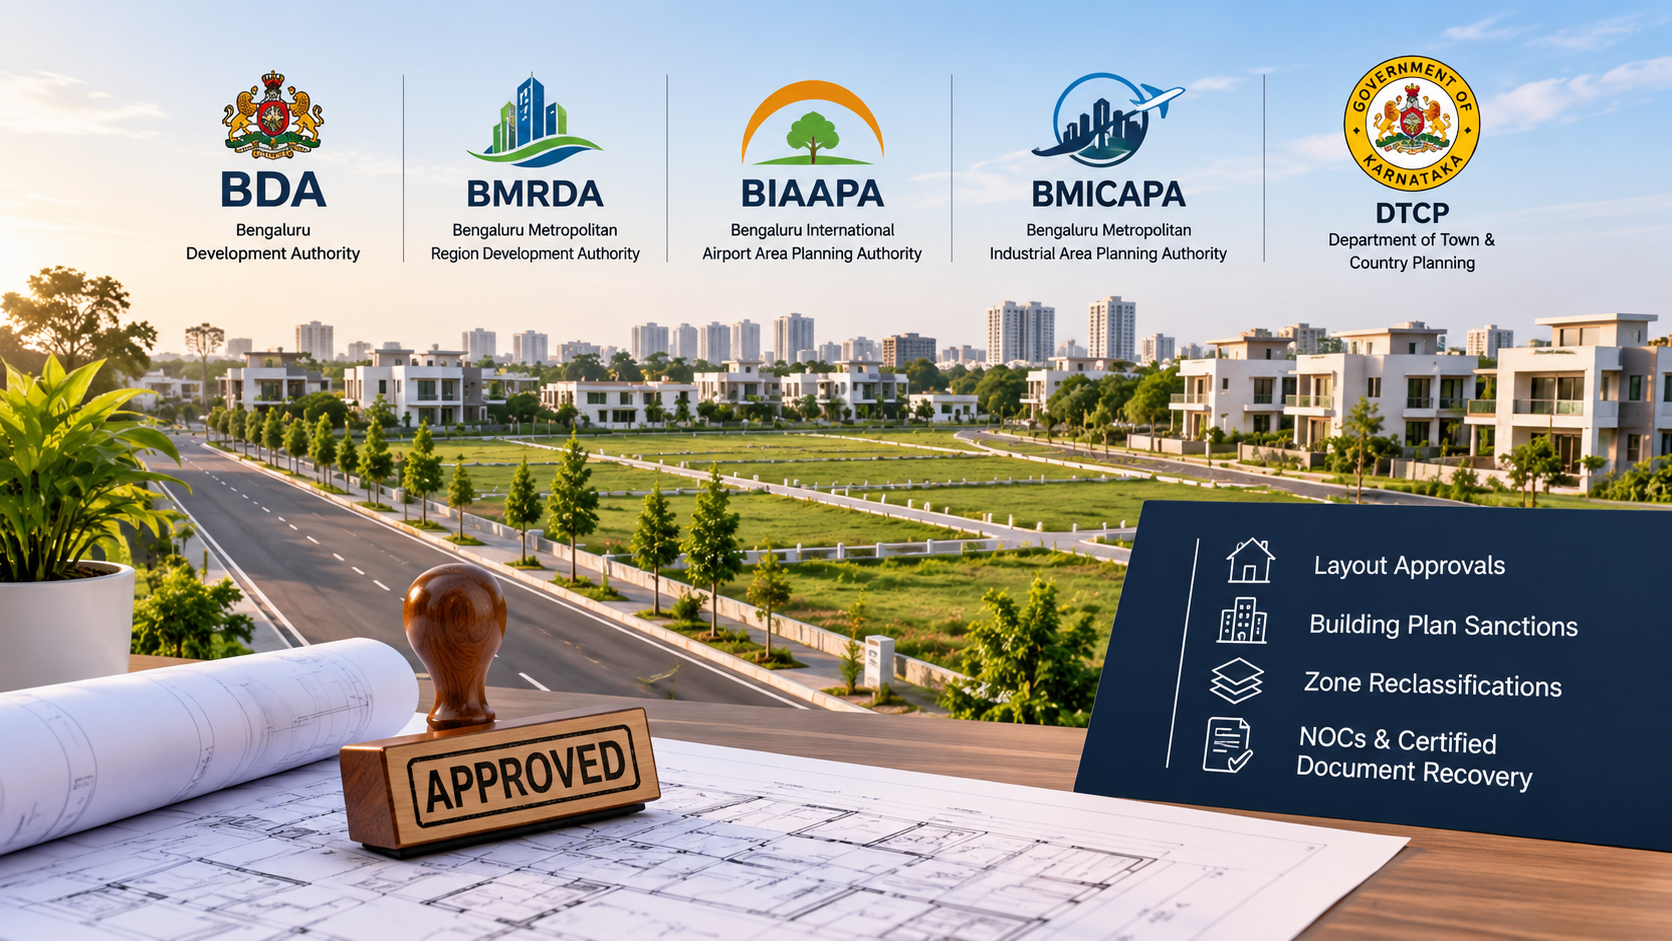 BDA
Bengaluru
Development Authority
BMRDA
Bengaluru Metropolitan
Region Development Authority
BIAAPA
Bengaluru International
Airport Area Planning Authority
BMICAPA
Bengaluru Metropolitan
Industrial Area Planning Authority
GOVERNMENT OF
KARNATAKA
DTCP
Department of Town &
Country Planning
Layout Approvals
Building Plan Sanctions
Zone Reclassifications
NOCs & Certified
Document Recovery
APPROVED